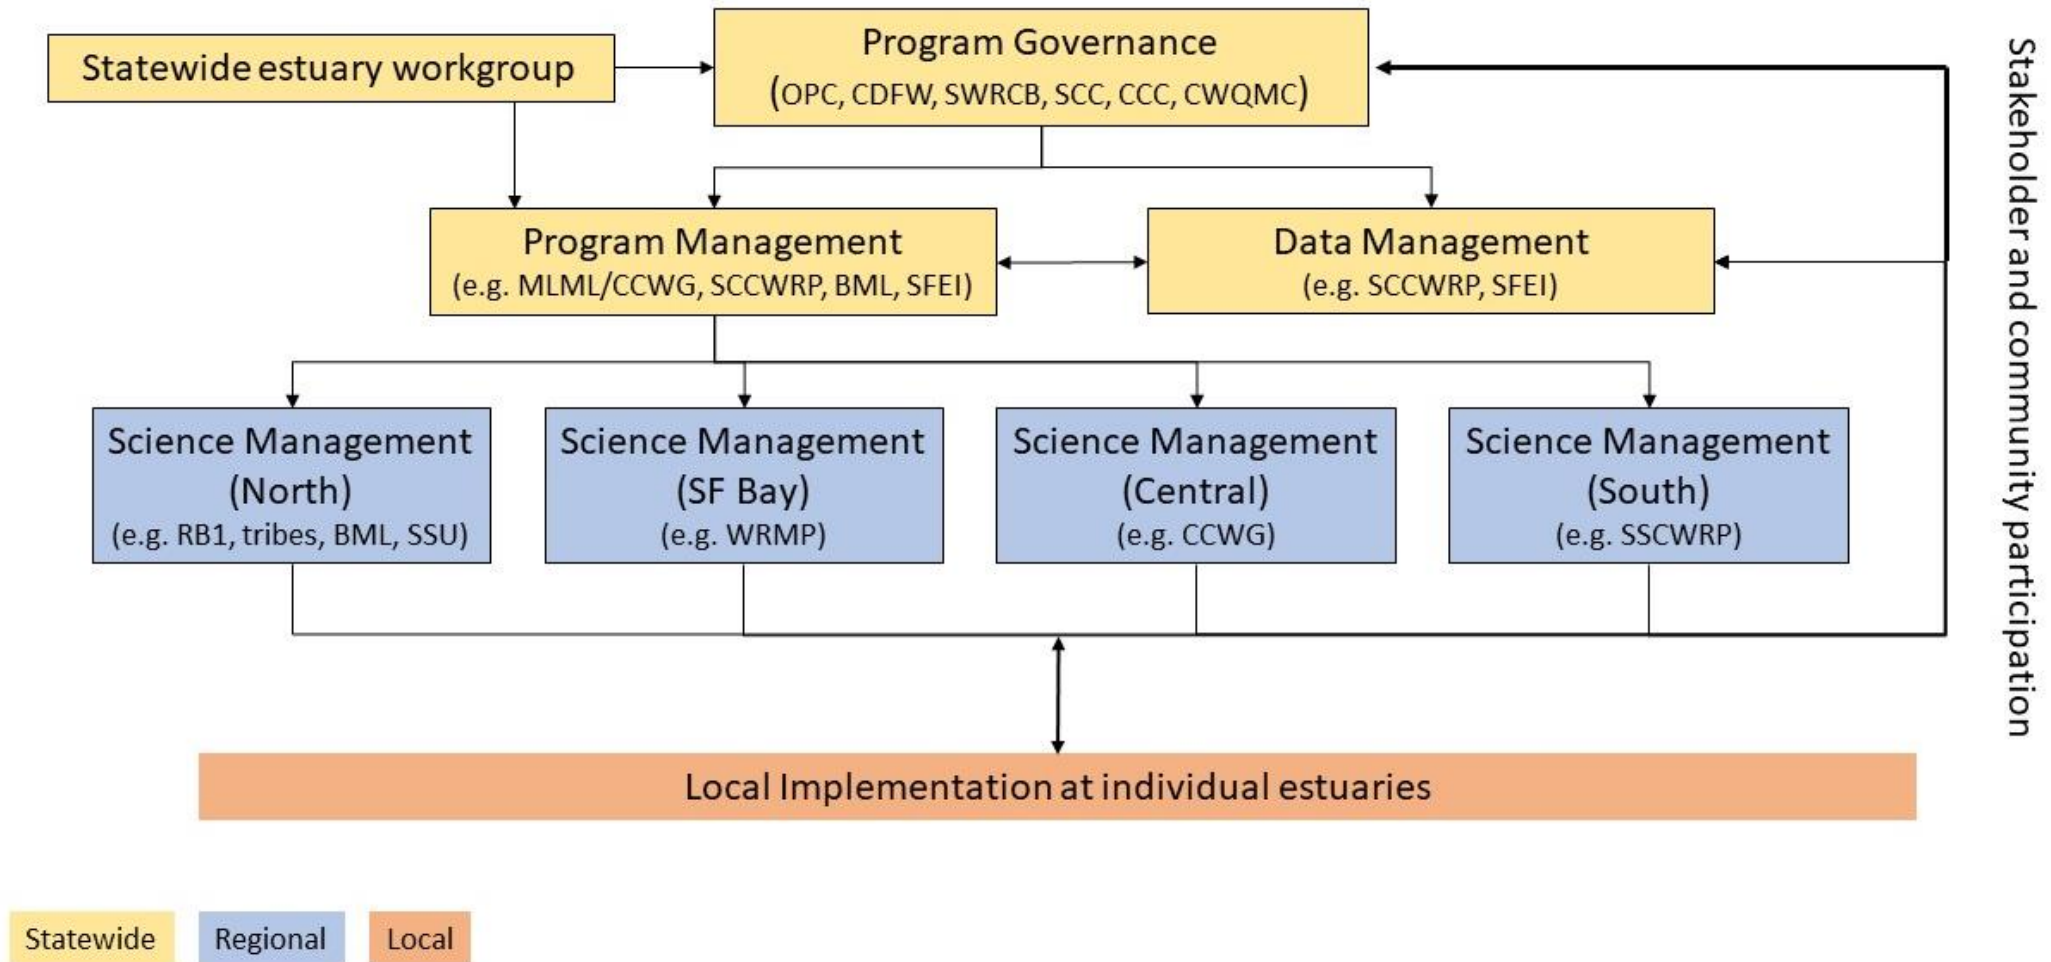 Statewide estuary workgroup
Program Governance
(OPC, CDFW, SWRCB, SCC, CCC, CWQMC)
Program Management
(e.g. MLML/CCWG, SCCWRP, BML, SFEI)
Data Management
(e.g. SCCWRP, SFEI)
Science Management
(North)
(e.g. RB1, tribes, BML, SSU)
Science Management
(SF Bay)
(e.g. WRMP)
Science Management
(Central)
(e.g. CCWG)
Science Management
(South)
(e.g. SSCWRP)
Stakeholder and community participation
Local Implementation at individual estuaries
Statewide
Regional
Local